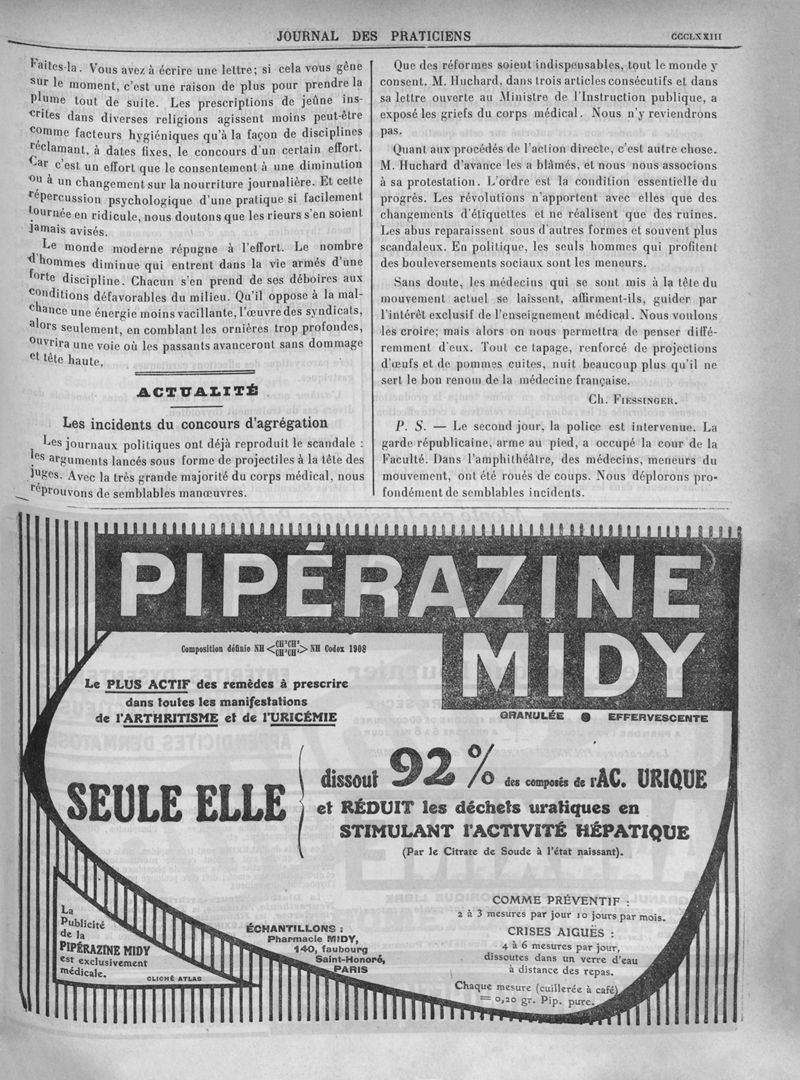 JOURNAL DES PRATICIENS
CCCLXXIII
Faites-la. Vous avez à écrire une lettre; si cela vous gêne
sur le moment, c'est une raison de plus pour prendre la
plume tout de suite. Les prescriptions de jeûne ins-
crites dans diverses religions agissent moins peut-être
comme facteurs hygiéniques qu'à la façon de disciplines
réclamant, à dates fixes, le concours d'un certain effort.
Car c'est un effort que le consentement à une diminution
ou à un changement sur la nourriture journalière. Et cette
répercussion psychologique d'une pratique si facilement
tournée en ridicule, nous doutons que les rieurs s'en soient
jamais avisés.
Le monde moderne répugne à l'effort. Le nombre
d'hommes diminue qui entrent dans la vie armés d'une
forte discipline. Chacun s'en prend de ses déboires aux
conditions défavorables du milieu. Qu'il oppose à la mal-
chance une énergie moins vacillante, l'œuvre des syndicats,
alors seulement, en comblant les ornières trop profondes,
ouvrira une voie où les passants avanceront sans dommage
et tête haute.
ACTUALITÉ
Les incidents du concours d'agrégation
Les journaux politiques ont déjà reproduit le scandale :
les arguments lancés sous forme de projectiles à la tête des
juges. Avec la très grande majorité du corps médical, nous
réprouvons de semblables manœuvres.
Que des réformes soient indispensables, tout le monde y
consent. M. Huchard, dans trois articles consécutifs et dans
sa lettre ouverte au Ministre de l'Instruction publique, a
exposé les griefs du corps médical. Nous n'y reviendrons
pas.
Quant aux procédés de l'action directe, c'est autre chose.
M. Huchard d'avance les a blâmés, et nous nous associons
à sa protestation. L'ordre est la condition essentielle du
progrès. Les révolutions n'apportent avec elles que des
changements d'étiquettes et ne réalisent que des ruines.
Les abus reparaissent sous d'autres formes et souvent plus
scandaleux. En politique, les seuls hommes qui profitent
des bouleversements sociaux sont les meneurs.
Sans doute, les médecins qui se sont mis à la tête du
mouvement actuel se laissent, affirment-ils, guider par
l'intérêt exclusif de l'enseignement médical. Nous voulons
les croire; mais alors on nous permettra de penser diffé-
remment d'eux. Tout ce tapage, renforcé de projections
d'œufs et de pommes cuites, nuit beaucoup plus qu'il ne
sert le bon renom de la médecine française.
Ch. FIESSINGER.
P. S. — Le second jour, la police est intervenue. La
garde républicaine, arme au pied, a occupé la cour de la
Faculté. Dans l'amphithéâtre, des médecins, meneurs du
mouvement, ont été roués de coups. Nous déplorons pro-
fondément de semblables incidents.
PIPÉRAZINE
MIDY
GRANULÉE ● EFFERVESCENTE
Composition définie NH <CH²CH²/CH²CH²> NH Codex 1908
Le PLUS ACTIF des remèdes à prescrire
dans toutes les manifestations
de l'ARTHRITISME et de l'URICÉMIE
SEULE ELLE
dissout 92 % des composés de l'AC. URIQUE
et RÉDUIT les déchets uratiques en
STIMULANT l'ACTIVITÉ HÉPATIQUE
(Par le Citrate de Soude à l'état naissant).
La
Publicité
de la
PIPÉRAZINE MIDY
est exclusivement
médicale.
CLICHÉ ATLAS
ÉCHANTILLONS :
Pharmacie MIDY,
140, faubourg
Saint-Honoré,
PARIS
COMME PRÉVENTIF :
2 à 3 mesures par jour 10 jours par mois.
CRISES AIGUËS :
4 à 6 mesures par jour,
dissoutes dans un verre d'eau
à distance des repas.
Chaque mesure (cuillerée à café)
= 0,20 gr. Pip. pure.